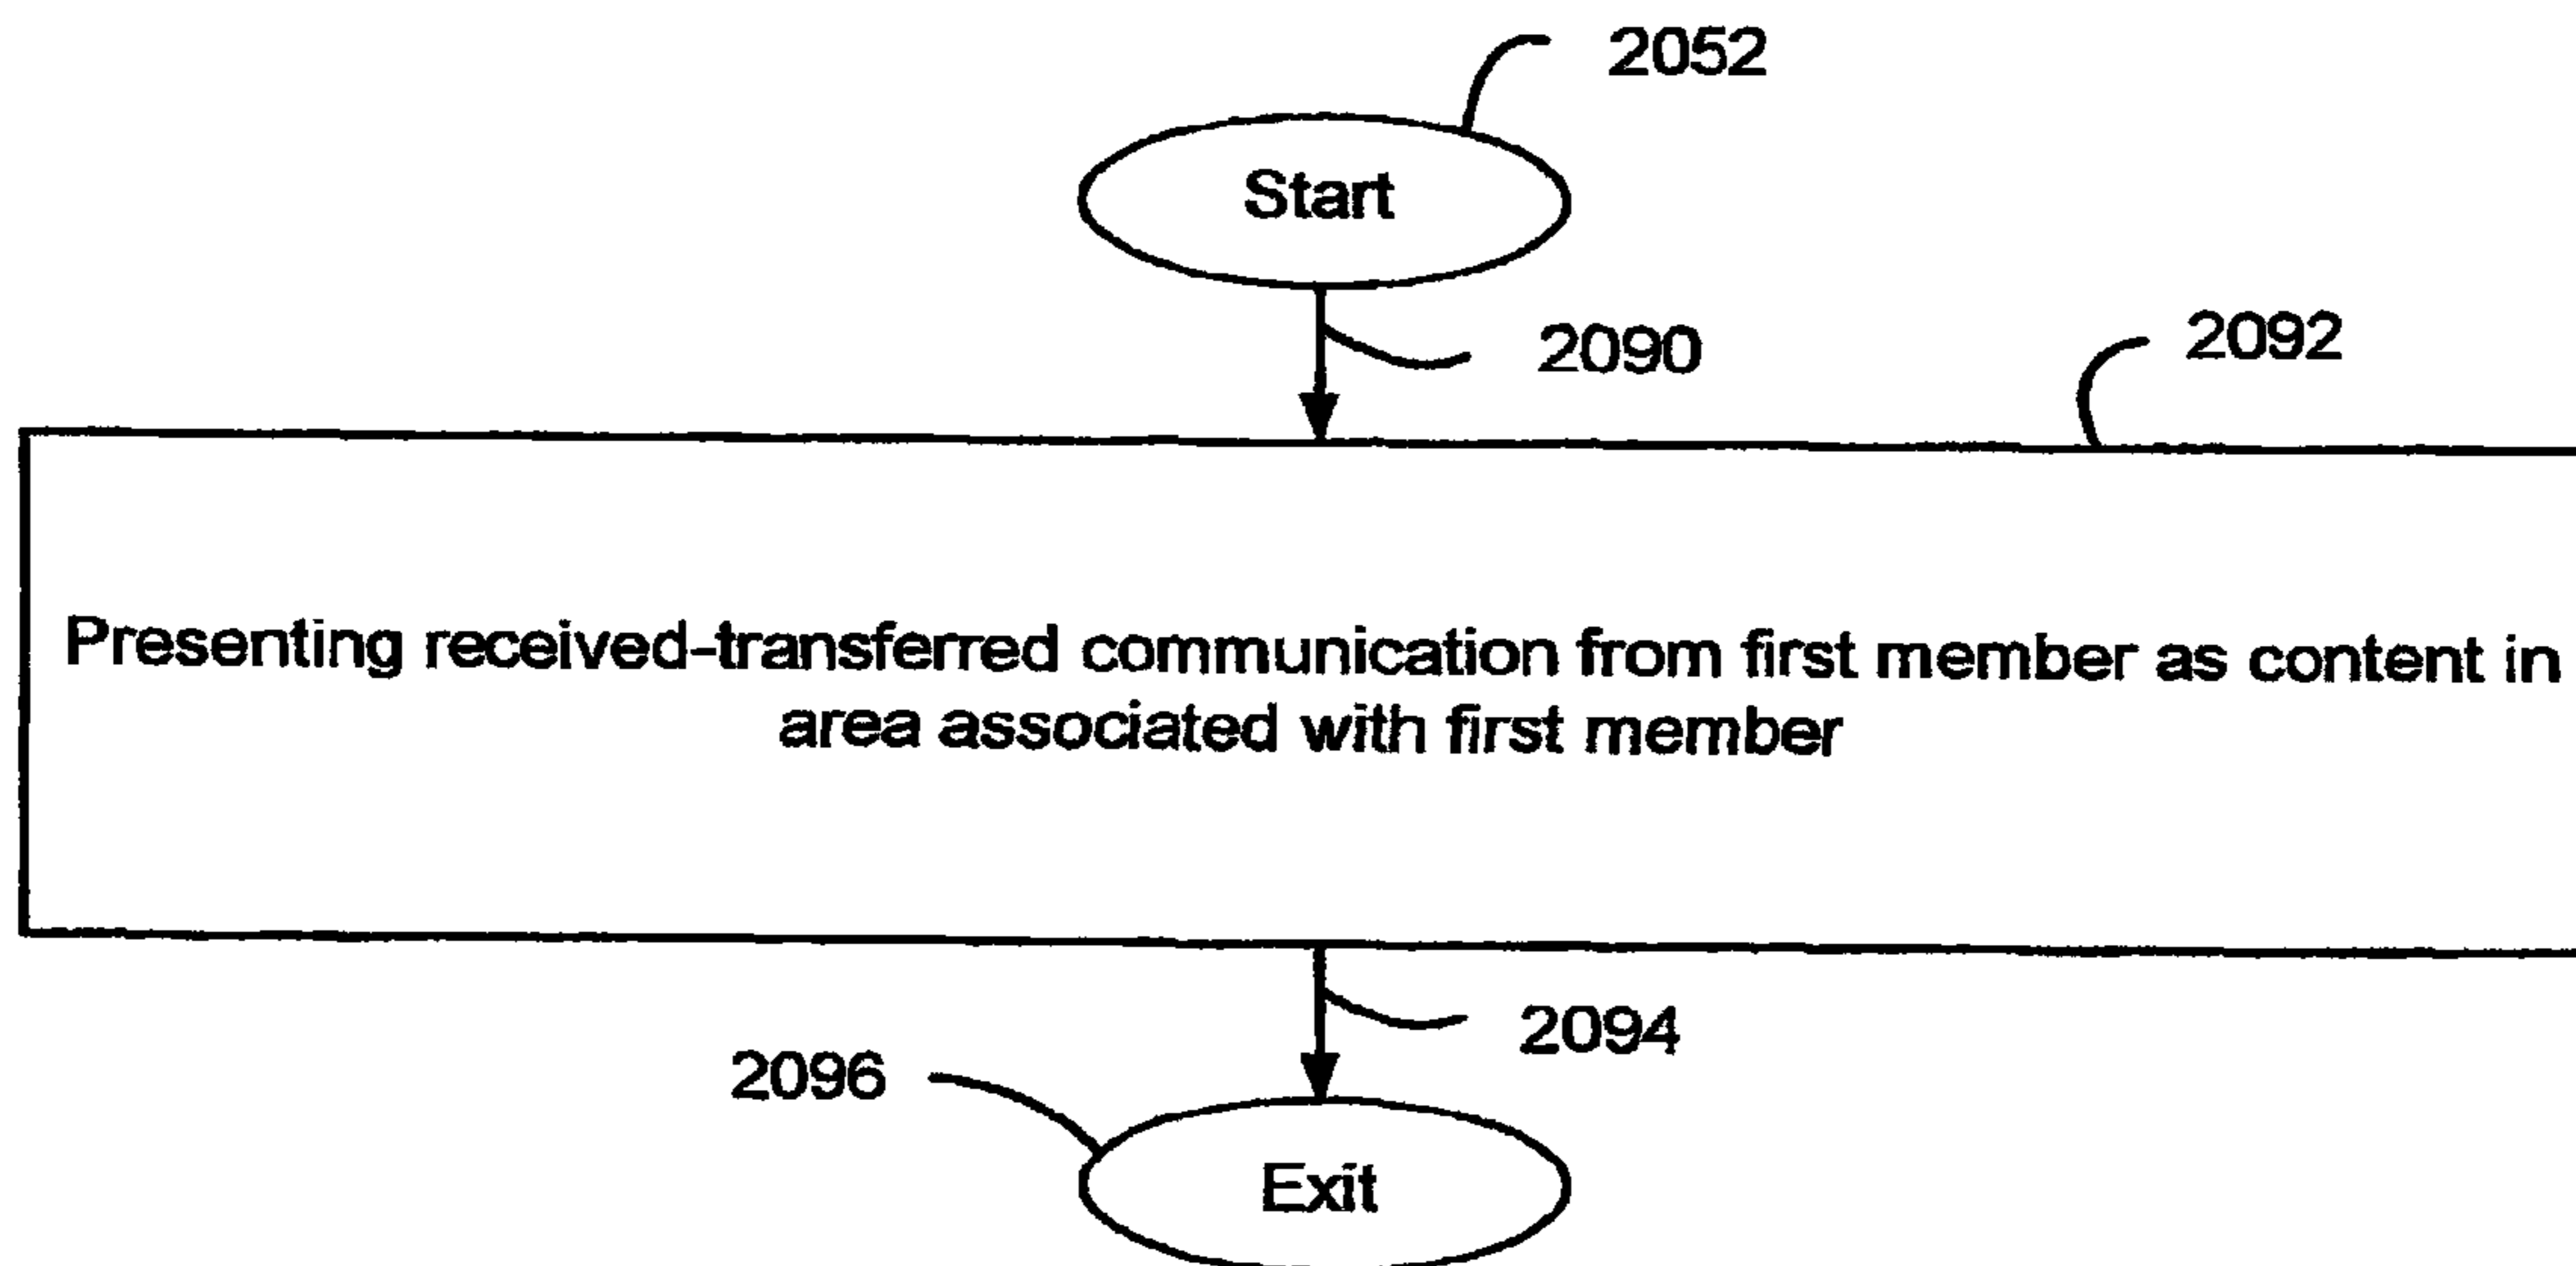 2052
Start
2090
2092
Presenting received-transferred communication from first member as content in
area associated with first member
2094
2096
Exit